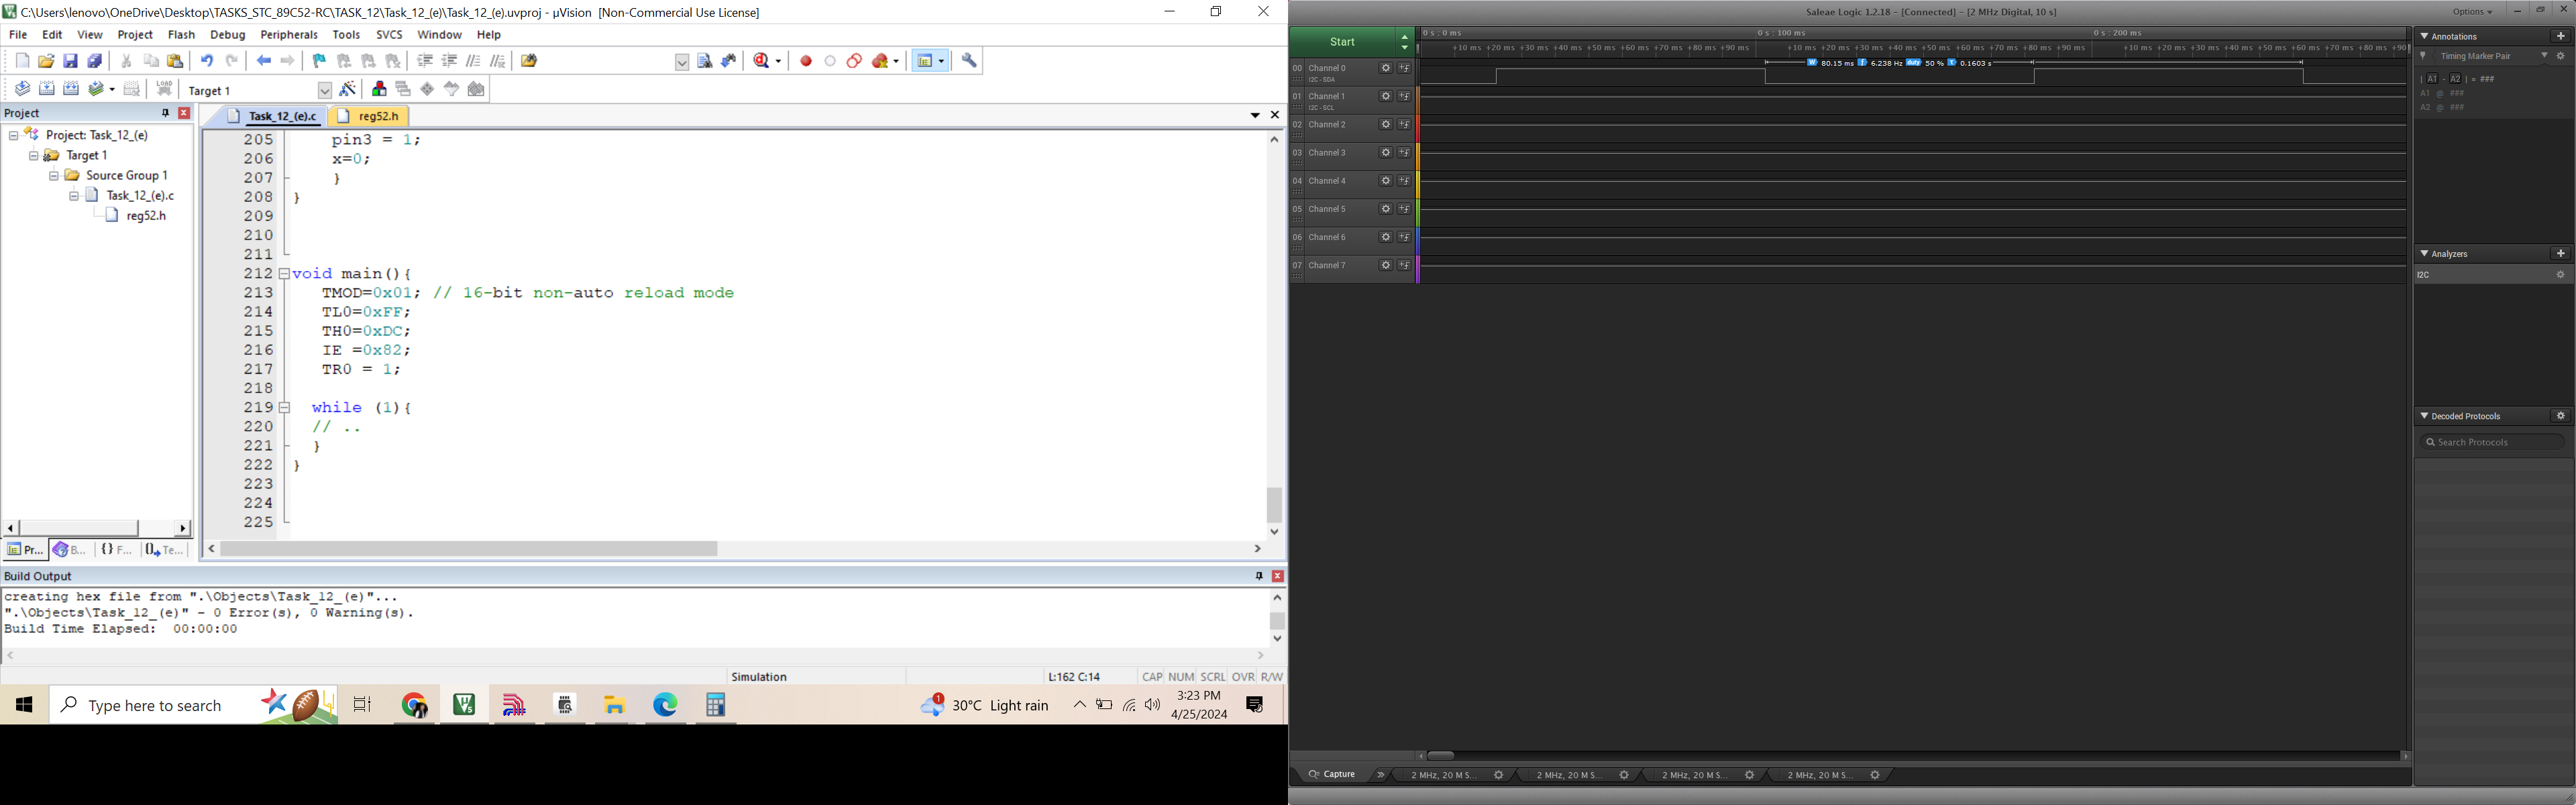 C:\Users\lenovo\OneDrive\Desktop\TASKS_STC_89C52-RC\TASK_12\Task_12_(e)\Task_12_(e).uvproj - µVision [Non-Commercial Use License]
File Edit View Project Flash Debug Peripherals Tools SVCS Window Help
LOAD
Target 1
Project
Project: Task_12_(e)
Target 1
Source Group 1
Task_12_(e).c
reg52.h
Pr... B... {} F... Te...
Task_12_(e).c reg52.h
205 pin3 = 1;
206 x=0;
207 }
208 }
209
210
211
212 void main(){
213 TMOD=0x01; // 16-bit non-auto reload mode
214 TL0=0xFF;
215 TH0=0xDC;
216 IE =0x82;
217 TR0 = 1;
218
219 while (1){
220 // ..
221 }
222 }
223
224
225
Build Output
creating hex file from ".\Objects\Task_12_(e)"...
".\Objects\Task_12_(e)" - 0 Error(s), 0 Warning(s).
Build Time Elapsed:  00:00:00
Simulation L:162 C:14 CAP NUM SCRL OVR R/W
Type here to search
1
30°C Light rain
3:23 PM
4/25/2024
Saleae Logic 1.2.18 - [Connected] - [2 MHz Digital, 10 s]
Options
Start
0 s : 0 ms 0 s : 100 ms 0 s : 200 ms
+10 ms +20 ms +30 ms +40 ms +50 ms +60 ms +70 ms +80 ms +90 ms +10 ms +20 ms +30 ms +40 ms +50 ms +60 ms +70 ms +80 ms +90 ms +10 ms +20 ms +30 ms +40 ms +50 ms +60 ms +70 ms +80 ms +90
00 Channel 0
I2C - SDA
W 80.15 ms f 6.238 Hz duty 50 % T 0.1603 s
01 Channel 1
I2C - SCL
02 Channel 2
03 Channel 3
04 Channel 4
05 Channel 5
06 Channel 6
07 Channel 7
Annotations
Timing Marker Pair
| A1 - A2 | = ###
A1 @ ###
A2 @ ###
Analyzers
I2C
Decoded Protocols
Search Protocols
Capture 2 MHz, 20 M S... 2 MHz, 20 M S... 2 MHz, 20 M S... 2 MHz, 20 M S...